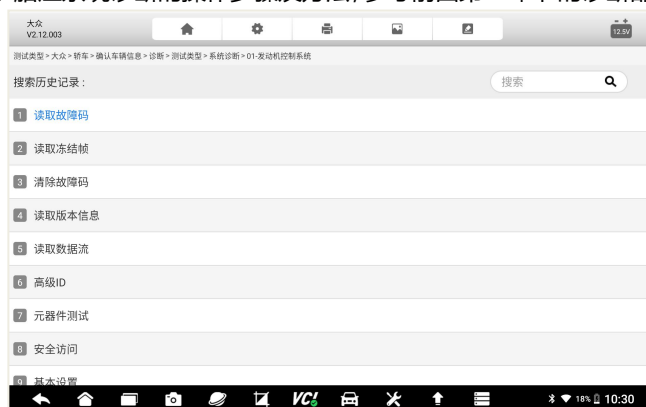 大众
V2.12.003
12.5V
测试类型 > 大众 > 轿车 > 确认车辆信息 > 诊断 > 测试类型 > 系统诊断 > 01-发动机控制系统
搜索历史记录 :
搜索
1 读取故障码
2 读取冻结帧
3 清除故障码
4 读取版本信息
5 读取数据流
6 高级ID
7 元器件测试
8 安全访问
9 基本设置
VC!
18% 10:30